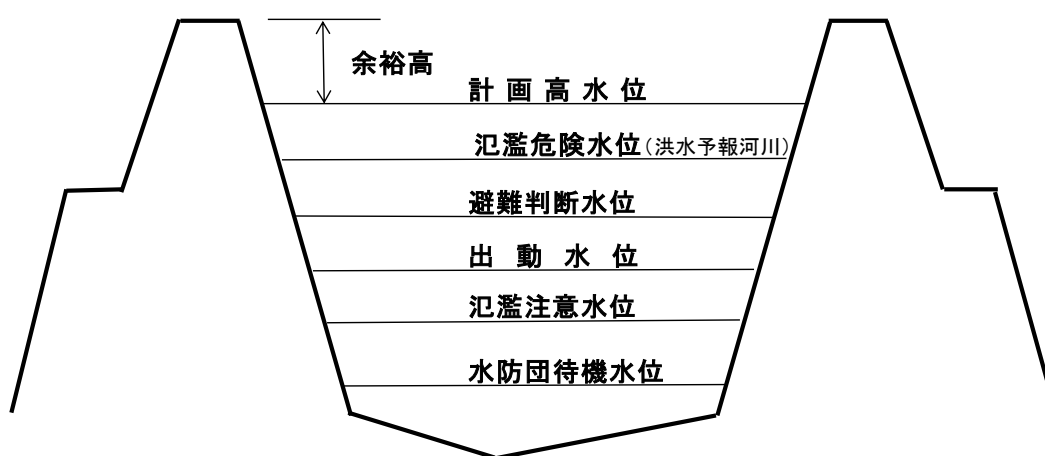 余裕高
計画高水位
氾濫危険水位（洪水予報河川）
避難判断水位
出動水位
氾濫注意水位
水防団待機水位